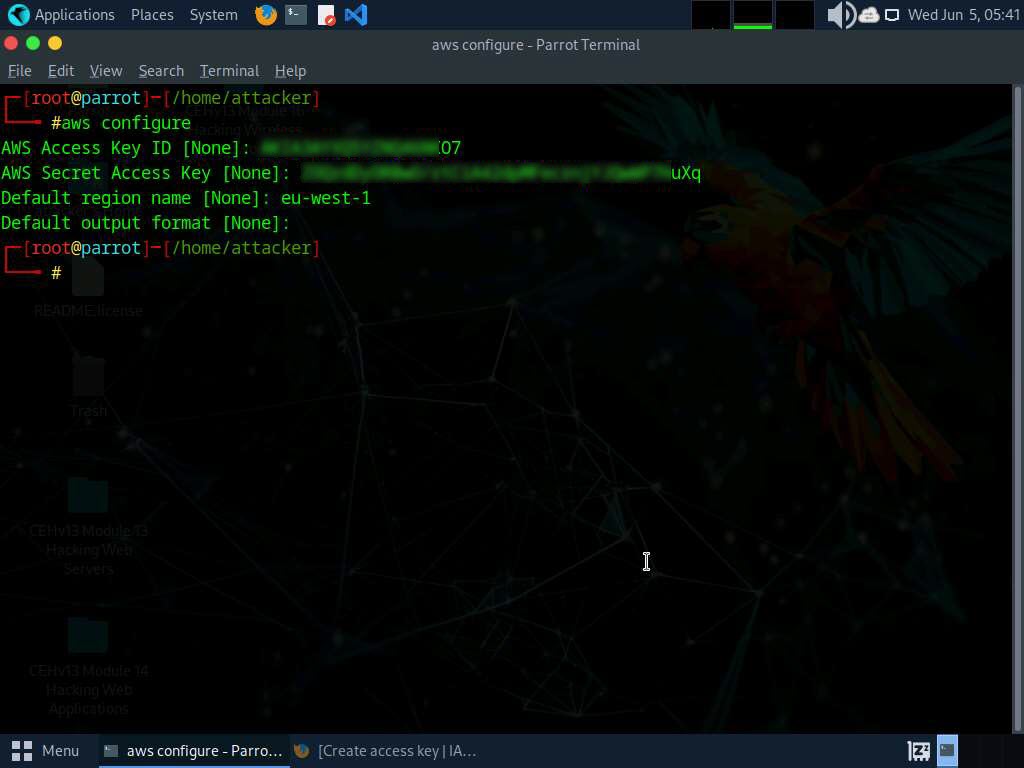 Applications Places System Wed Jun 5, 05:41
aws configure - Parrot Terminal
File Edit View Search Terminal Help
┌─[root@parrot]─[/home/attacker]
└──╼ #aws configure
AWS Access Key ID [None]: O7
AWS Secret Access Key [None]: uXq
Default region name [None]: eu-west-1
Default output format [None]:
┌─[root@parrot]─[/home/attacker]
└──╼ #
README.license
Trash
CEHv13 Module 13
Hacking Web
Servers
CEHv13 Module 14
Hacking Web
Applications
Menu aws configure - Parro... [Create access key | IA...